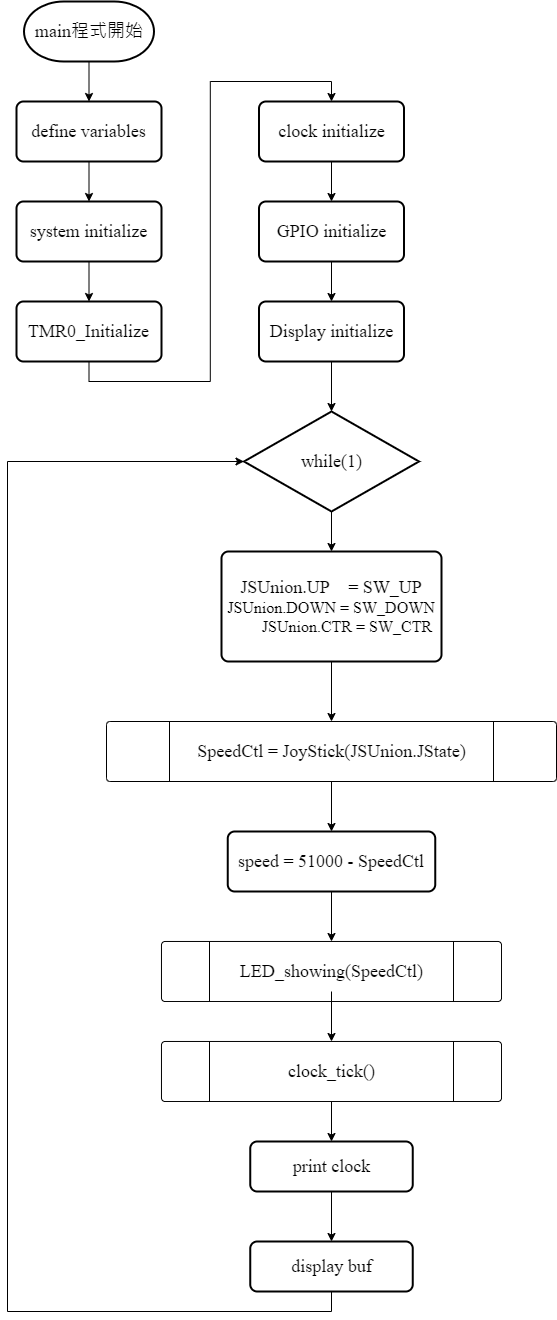 main程式開始
define variables
system initialize
TMR0_Initialize
clock initialize
GPIO initialize
Display initialize
while(1)
JSUnion.UP = SW_UP
JSUnion.DOWN = SW_DOWN
JSUnion.CTR = SW_CTR
SpeedCtl = JoyStick(JSUnion.JState)
speed = 51000 - SpeedCtl
LED_showing(SpeedCtl)
clock_tick()
print clock
display buf